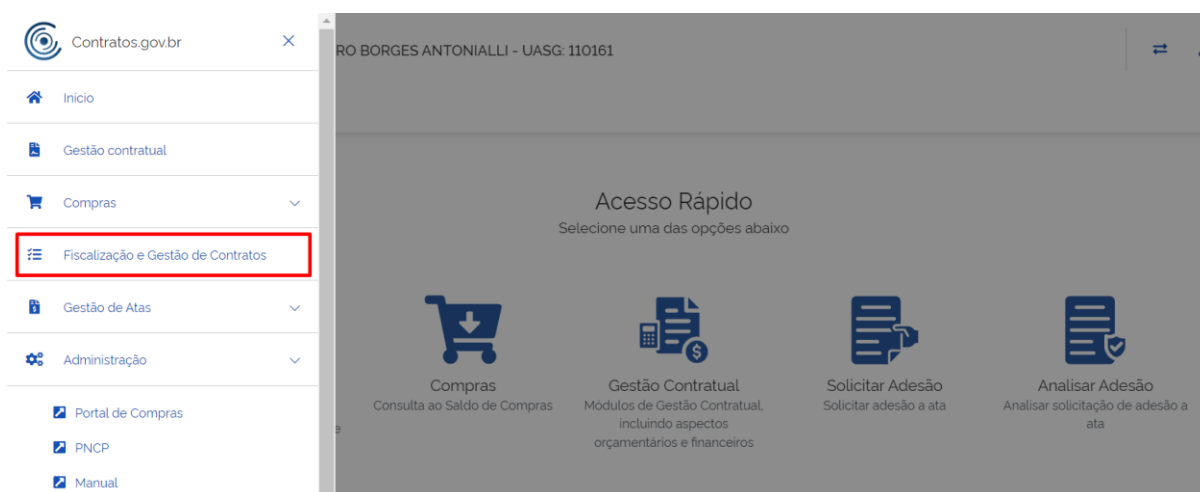 Contratos.gov.br
RO BORGES ANTONIALLI - UASG: 110161
Início
Gestão contratual
Compras
Fiscalização e Gestão de Contratos
Gestão de Atas
Administração
Portal de Compras
PNCP
Manual
Acesso Rápido
Selecione uma das opções abaixo
Compras
Consulta ao Saldo de Compras
Gestão Contratual
Módulos de Gestão Contratual,
incluindo aspectos
orçamentários e financeiros
Solicitar Adesão
Solicitar adesão a ata
Analisar Adesão
Analisar solicitação de adesão a
ata